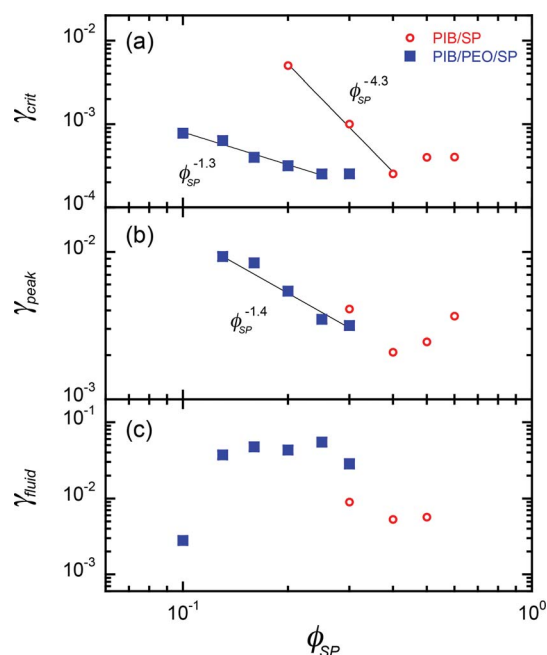 10⁻²
(a)
PIB/SP
PIB/PEO/SP
γcrit
10⁻³
ϕSP⁻⁴·³
ϕSP⁻¹·³
10⁻⁴
10⁻²
(b)
γpeak
ϕSP⁻¹·⁴
10⁻³
10⁻¹
(c)
γfluid
10⁻²
10⁻³
10⁻¹
10⁰
ϕSP